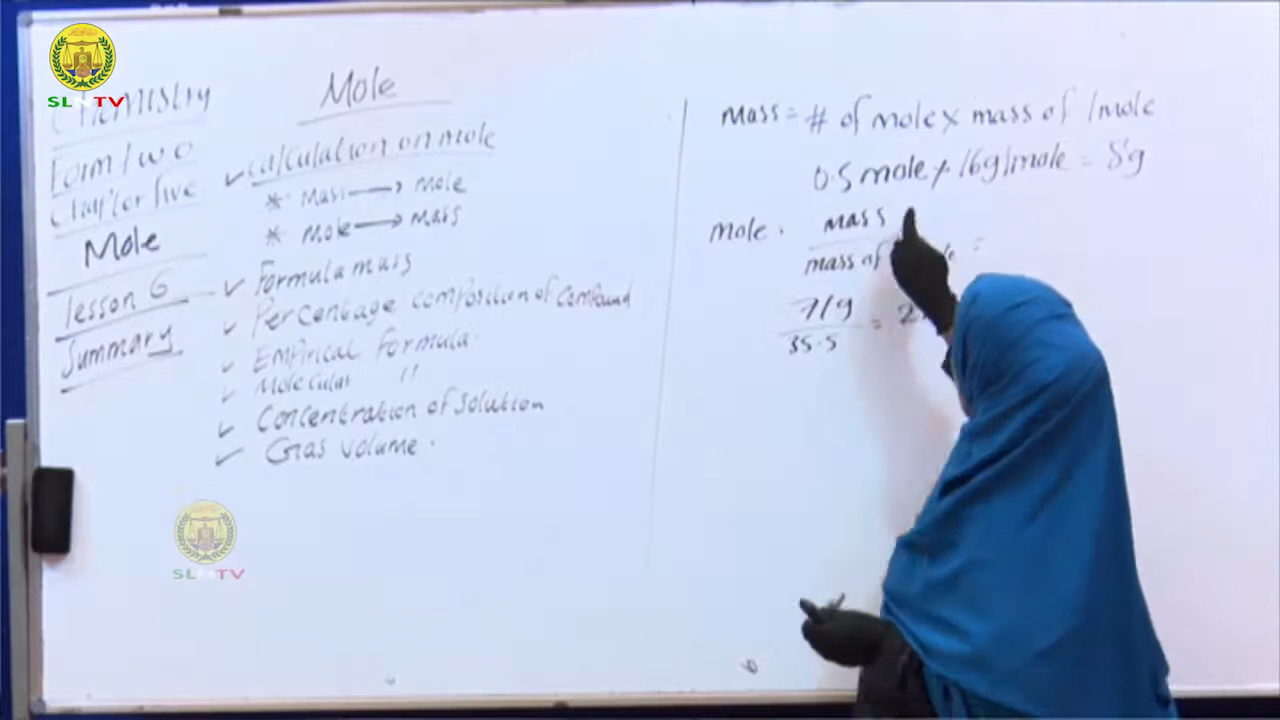 SLNTV
Chemistry
Form Two
Chapter five
Mole
lesson 6
Summary
Mole
✓ Calculation on mole
* Mass → Mole
* Mole → Mass
✓ Formula mass
✓ Percentage composition of compound
✓ Empirical formula.
✓ Molecular "
✓ Concentration of solution
✓ Gas volume.
Mass = # of mole x mass of 1mole
0.5 mole x 16g/mole = 8g
Mole. mass
mass of =
71g = 2
35.5
SLNTV